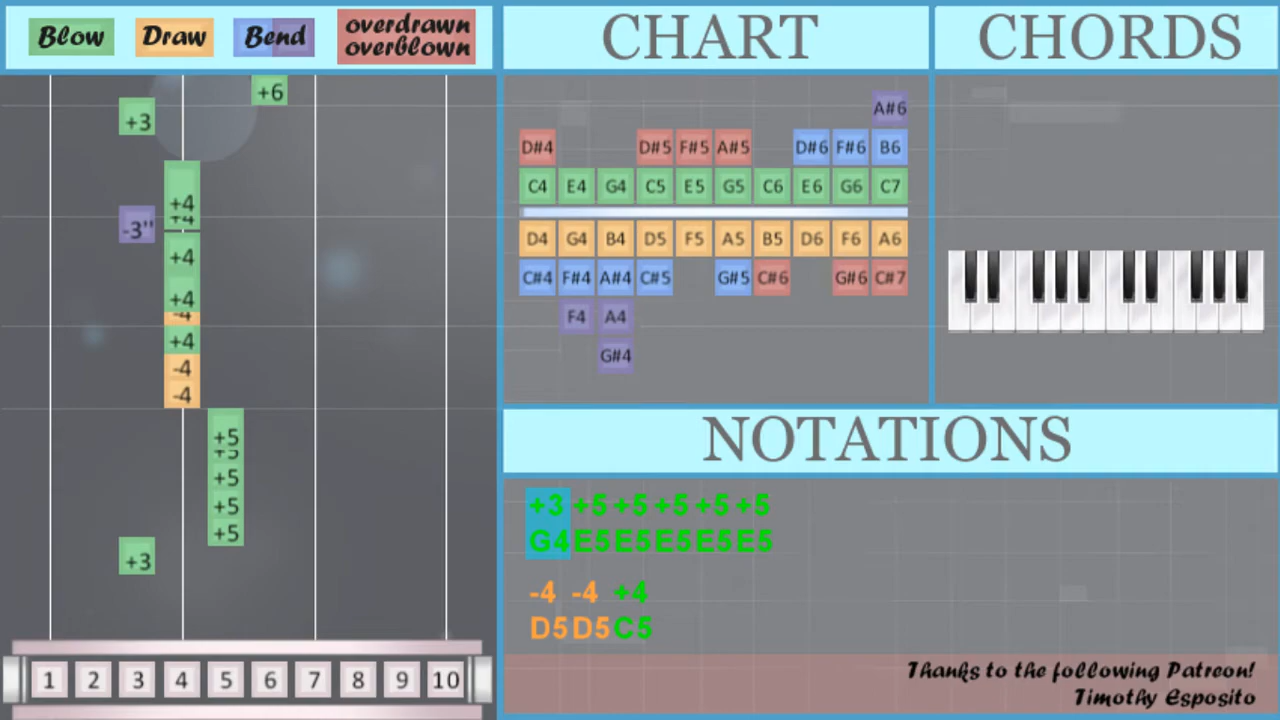 Blow Draw Bend overdrawn
overblown
CHART
CHORDS
+6
+3
+4
+4
-3"
+4
+4
-4
+4
-4
-4
+5
+5
+5
+5
+5
+3
1 2 3 4 5 6 7 8 9 10
A#6
D#4 D#5 F#5 A#5 D#6 F#6 B6
C4 E4 G4 C5 E5 G5 C6 E6 G6 C7
D4 G4 B4 D5 F5 A5 B5 D6 F6 A6
C#4 F#4 A#4 C#5 G#5 C#6 G#6 C#7
F4 A4
G#4
NOTATIONS
+3 +5 +5 +5 +5 +5
G4 E5 E5 E5 E5 E5
-4 -4 +4
D5 D5 C5
Thanks to the following Patreon!
Timothy Esposito